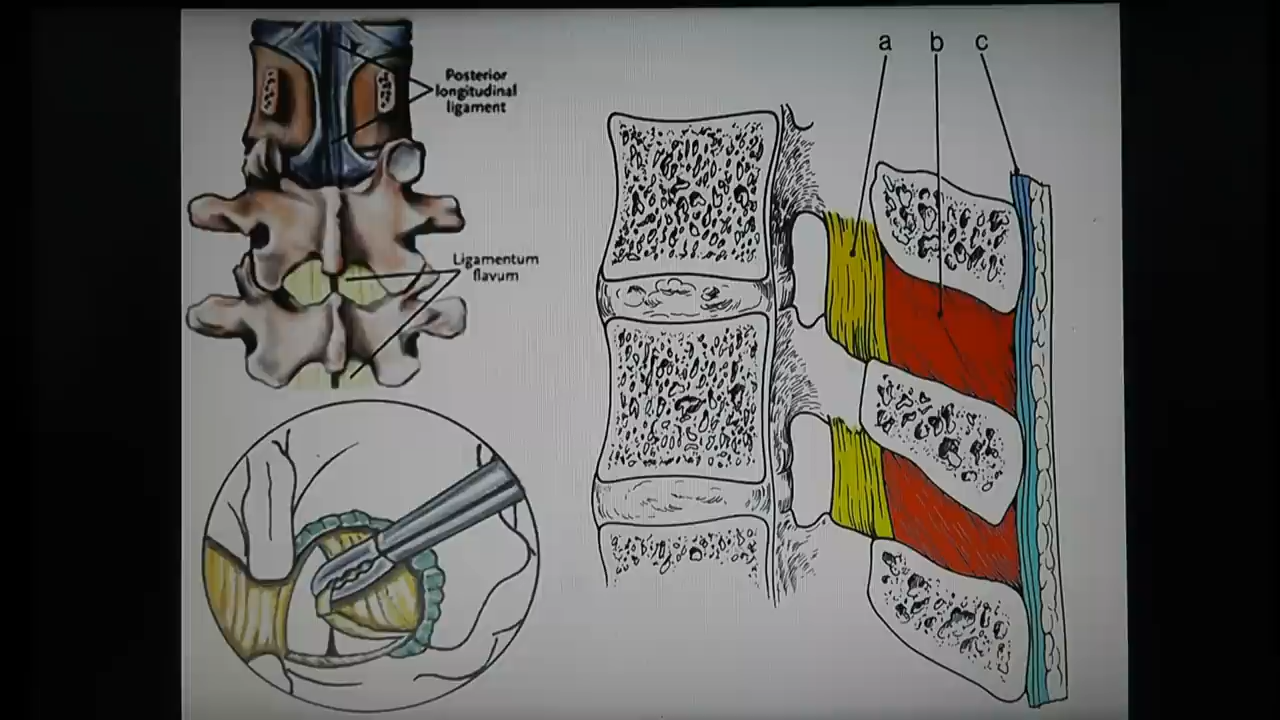 Posterior
longitudinal
ligament
Ligamentum
flavum
a b c